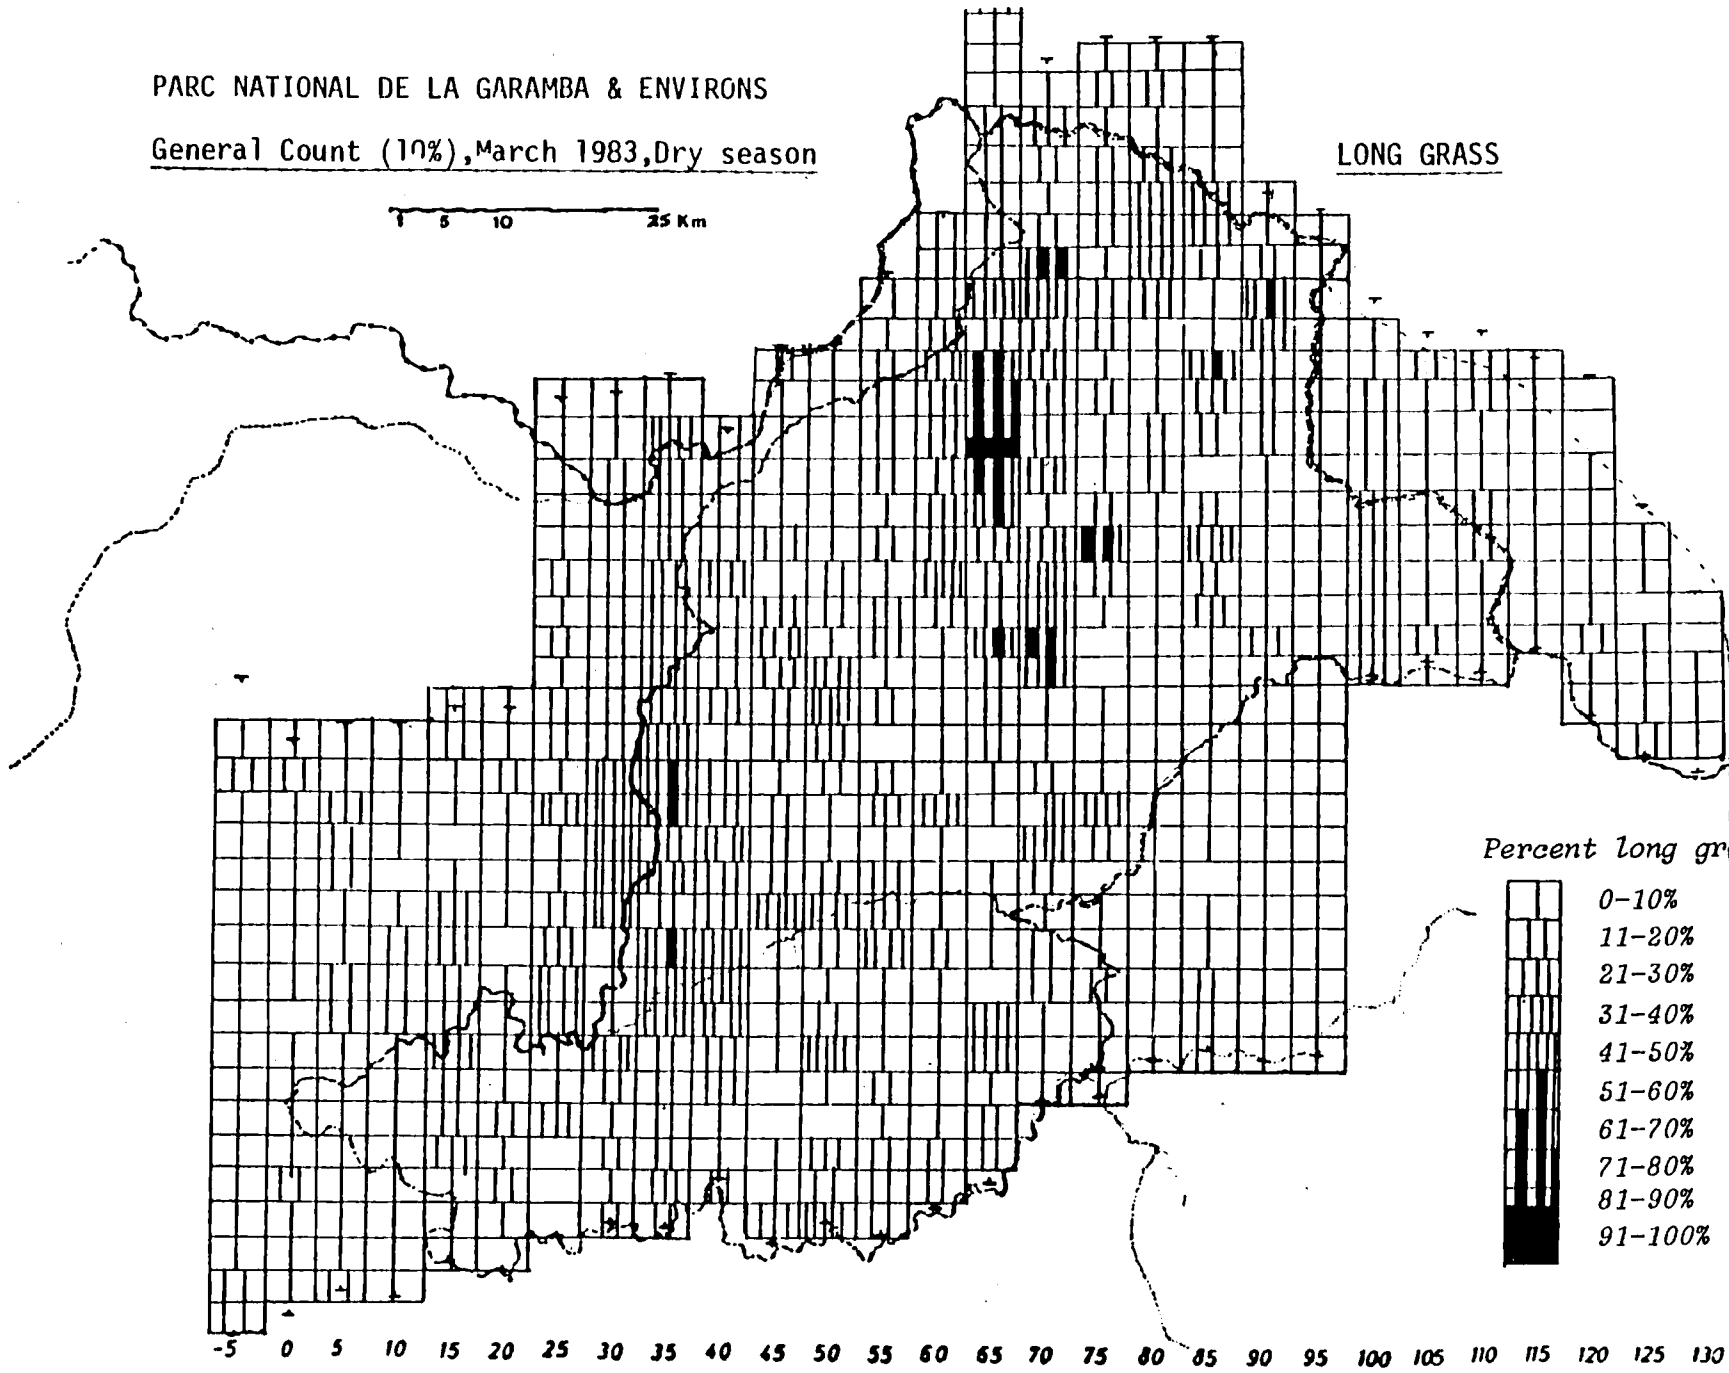 PARC NATIONAL DE LA GARAMBA & ENVIRONS
General Count (10%),March 1983,Dry season
LONG GRASS
1 5 10 25 Km
Percent long
0-10%
11-20%
21-30%
31-40%
41-50%
51-60%
61-70%
71-80%
81-90%
91-100%
-5 0 5 10 15 20 25 30 35 40 45 50 55 60 65 70 75 80 85 90 95 100 105 110 115 120 125 130